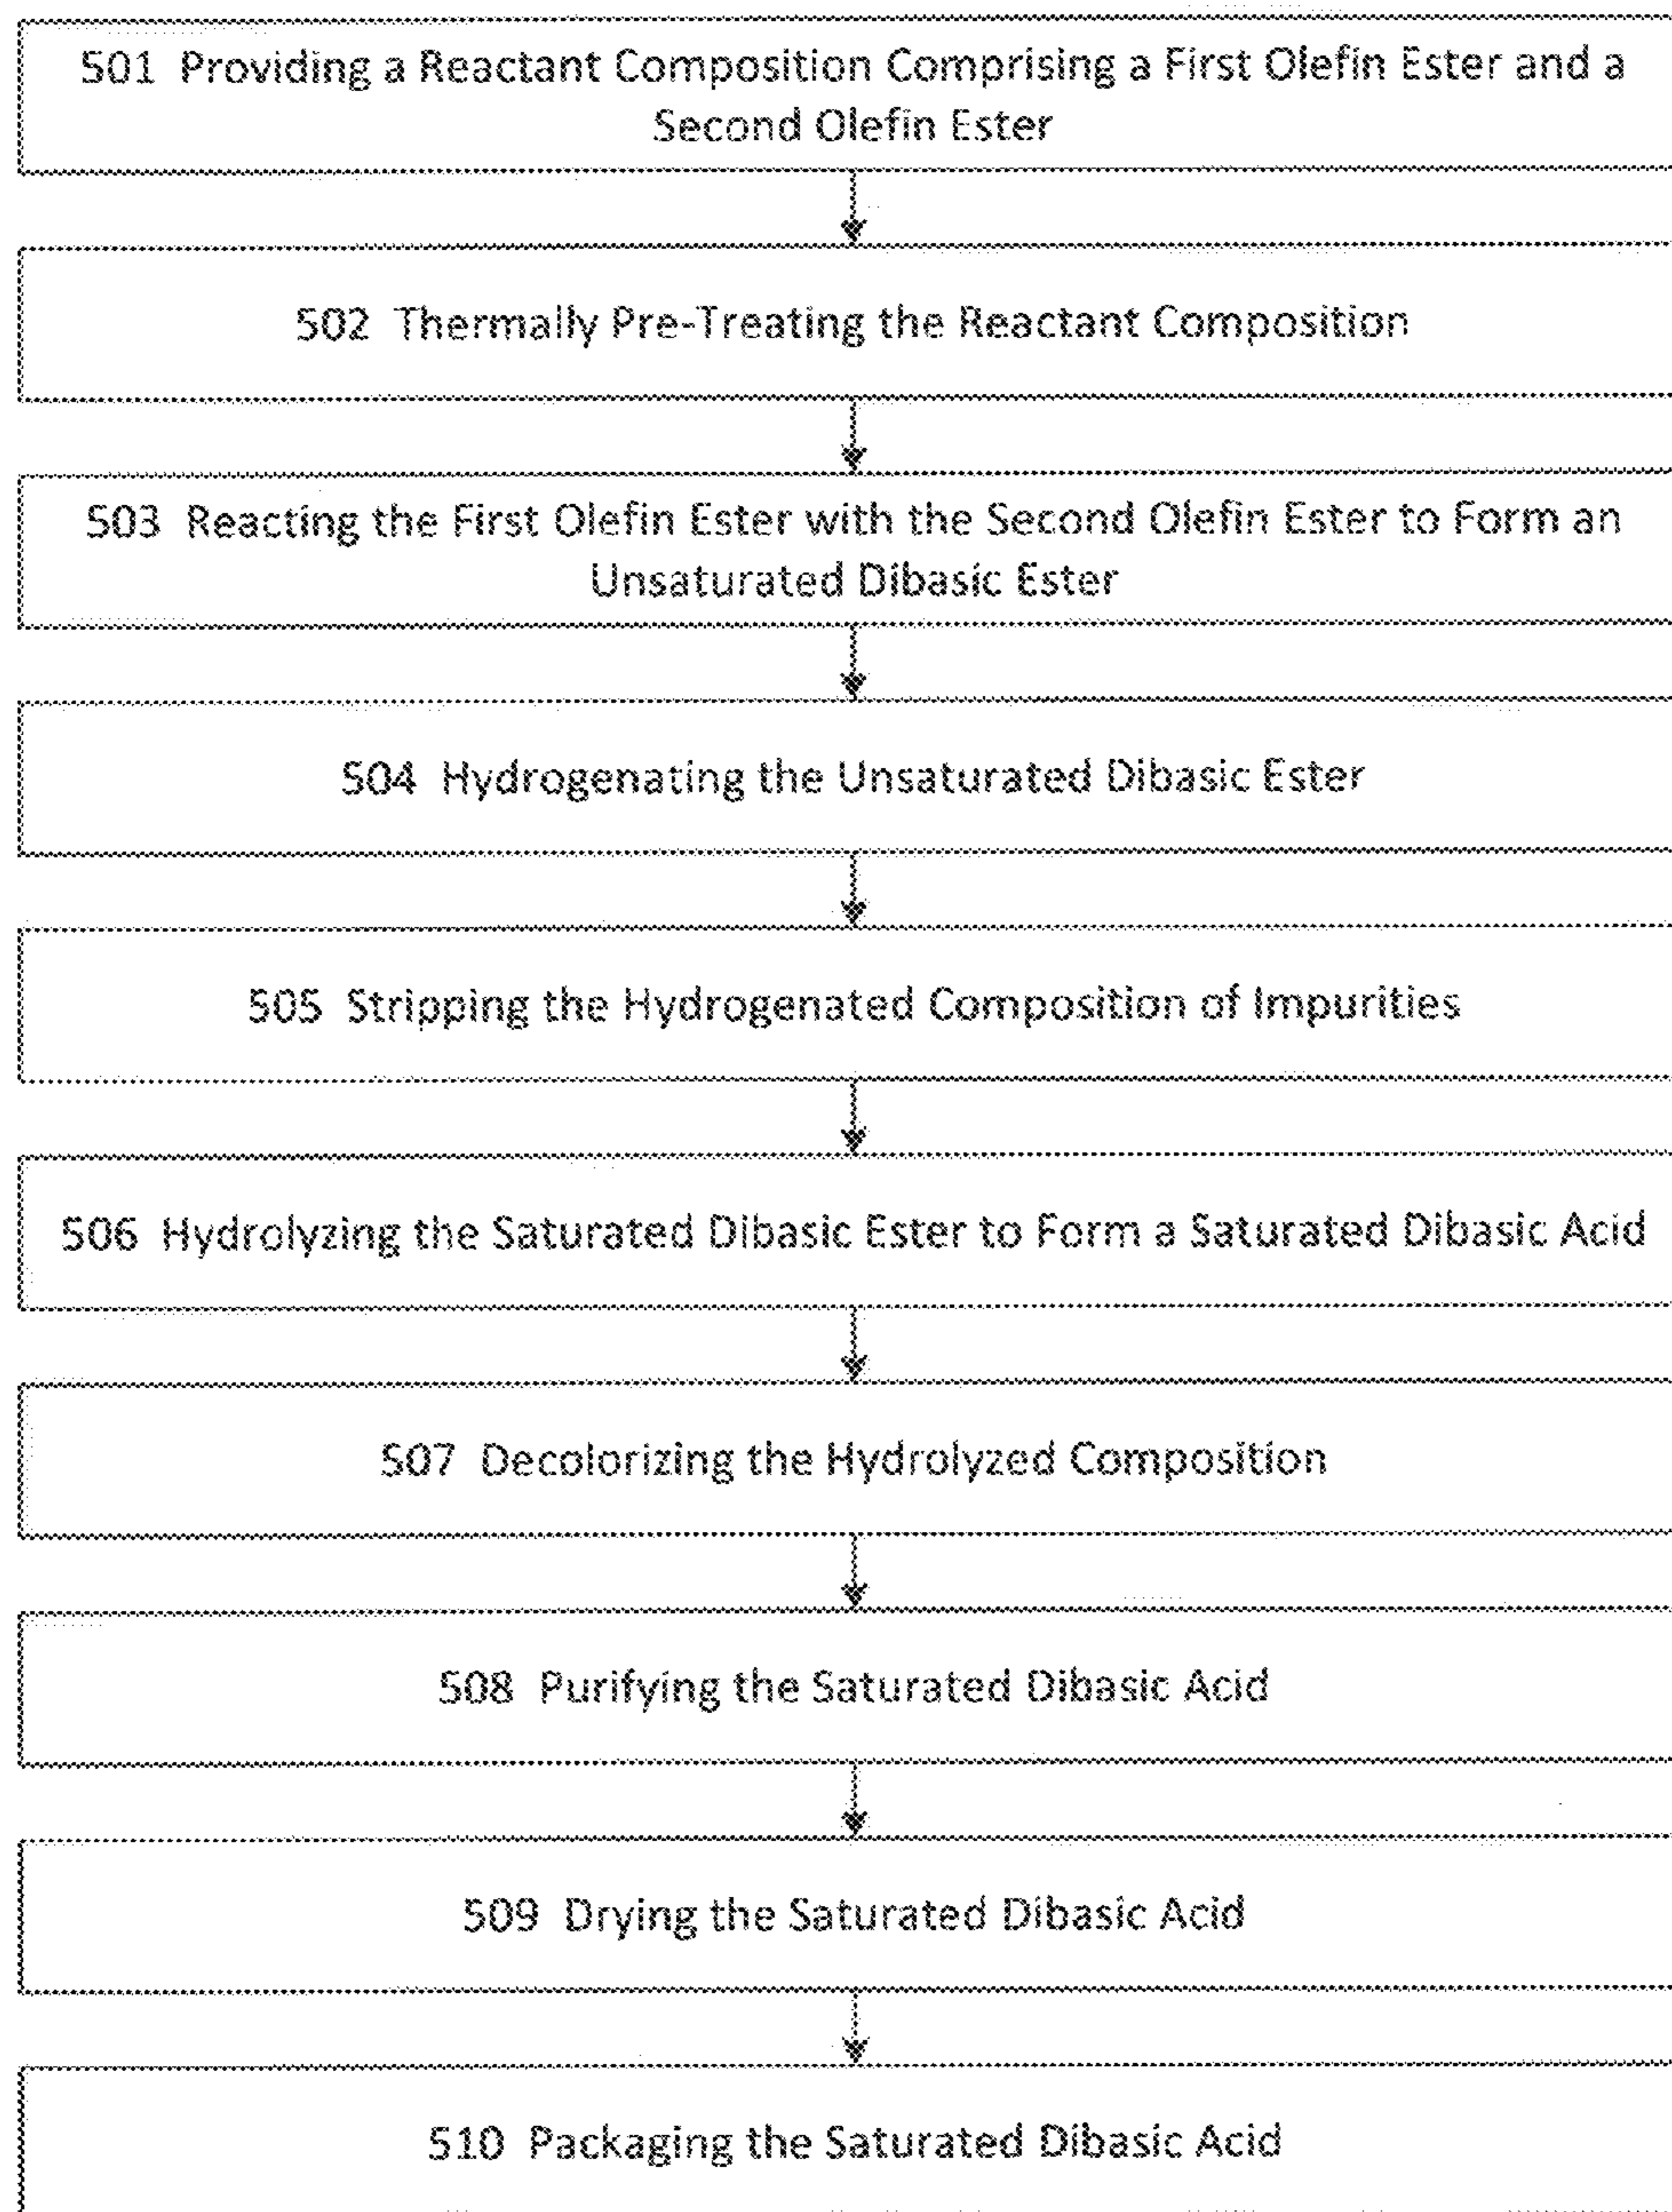 501 Providing a Reactant Composition Comprising a First Olefin Ester and a
Second Olefin Ester
502 Thermally Pre-Treating the Reactant Composition
503 Reacting the First Olefin Ester with the Second Olefin Ester to Form an
Unsaturated Dibasic Ester
504 Hydrogenating the Unsaturated Dibasic Ester
505 Stripping the Hydrogenated Composition of Impurities
506 Hydrolyzing the Saturated Dibasic Ester to Form a Saturated Dibasic Acid
507 Decolorizing the Hydrolyzed Composition
508 Purifying the Saturated Dibasic Acid
509 Drying the Saturated Dibasic Acid
510 Packaging the Saturated Dibasic Acid